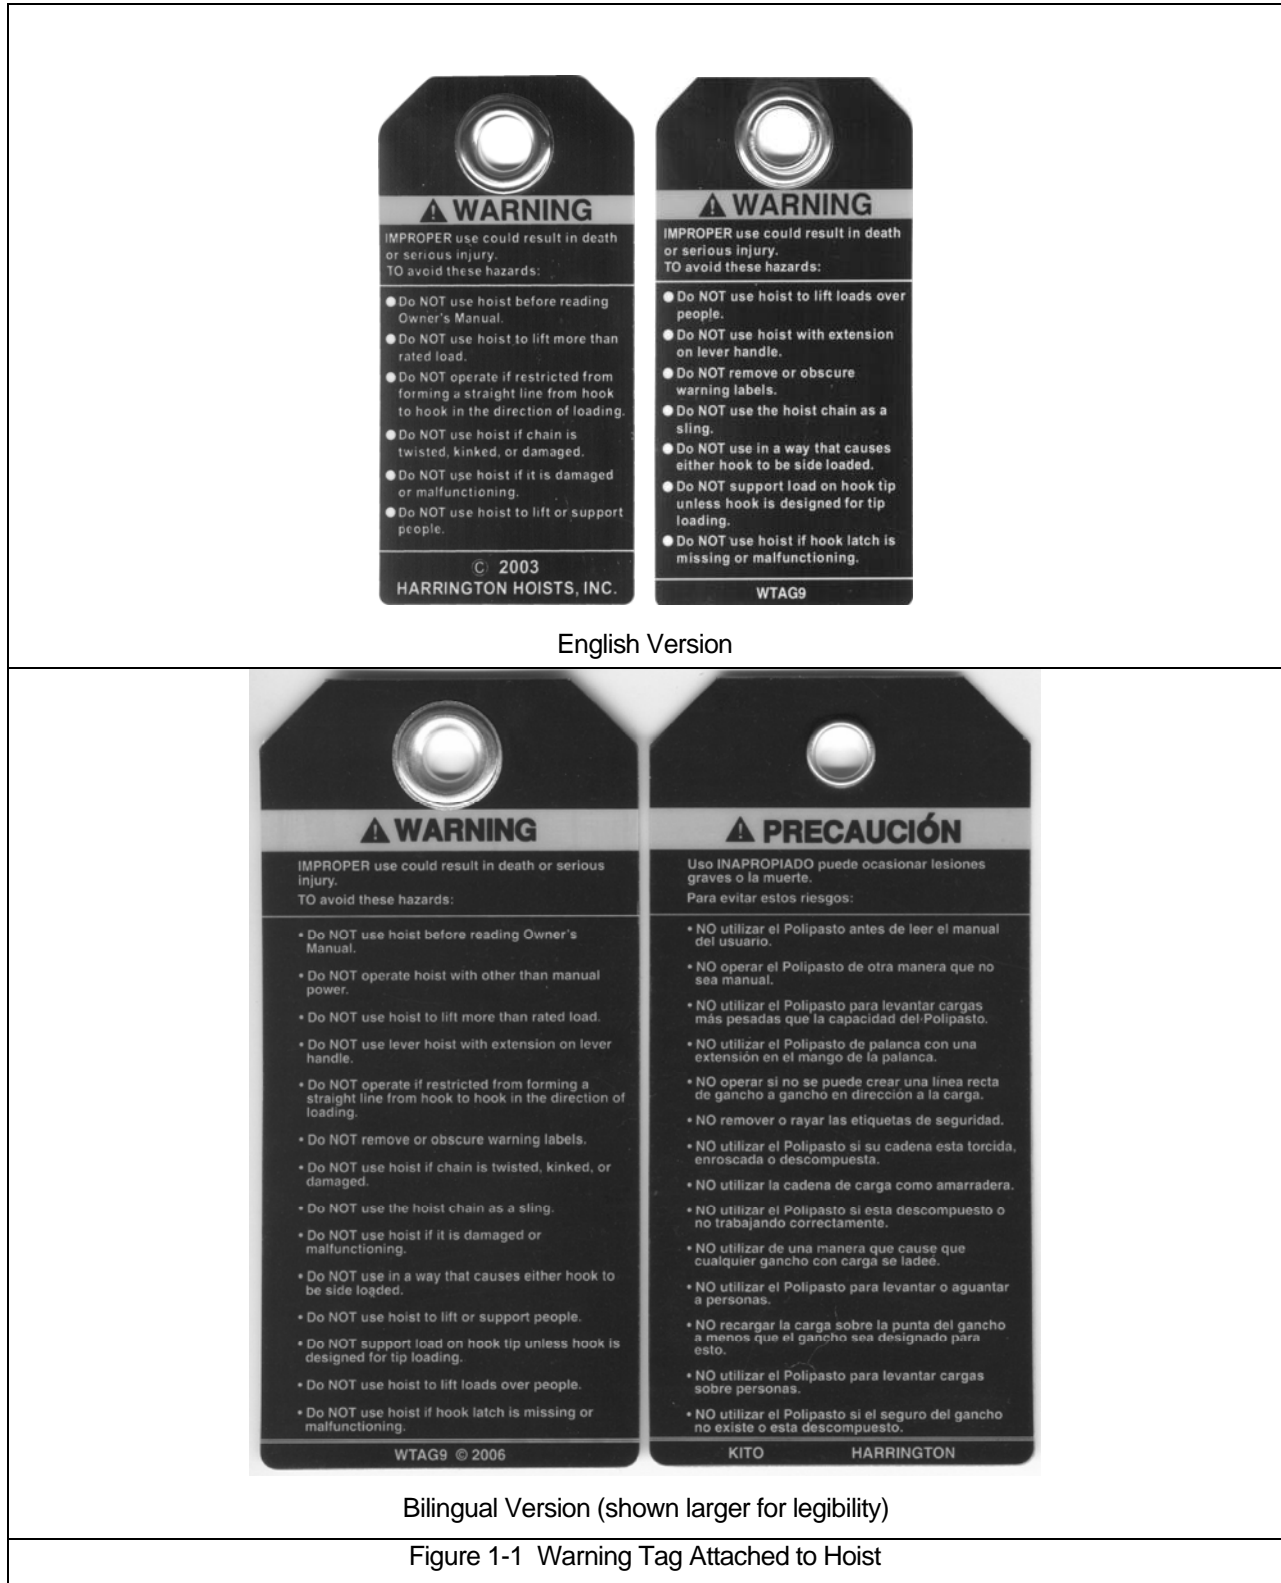 WARNING
IMPROPER use could result in death
or serious injury.
TO avoid these hazards:
Do NOT use hoist before reading
Owner's Manual.
Do NOT use hoist to lift more than
rated load.
Do NOT operate if restricted from
forming a straight line from hook
to hook in the direction of loading.
Do NOT use hoist if chain is
twisted, kinked, or damaged.
Do NOT use hoist if it is damaged
or malfunctioning.
Do NOT use hoist to lift or support
people.
© 2003
HARRINGTON HOISTS, INC.
WARNING
IMPROPER use could result in death
or serious injury.
TO avoid these hazards:
Do NOT use hoist to lift loads over
people.
Do NOT use hoist with extension
on lever handle.
Do NOT remove or obscure
warning labels.
Do NOT use the hoist chain as a
sling.
Do NOT use in a way that causes
either hook to be side loaded.
Do NOT support load on hook tip
unless hook is designed for tip
loading.
Do NOT use hoist if hook latch is
missing or malfunctioning.
WTAG9
English Version
WARNING
IMPROPER use could result in death or serious
injury.
TO avoid these hazards:
• Do NOT use hoist before reading Owner's
Manual.
• Do NOT operate hoist with other than manual
power.
• Do NOT use hoist to lift more than rated load.
• Do NOT use lever hoist with extension on lever
handle.
• Do NOT operate if restricted from forming a
straight line from hook to hook in the direction of
loading.
• Do NOT remove or obscure warning labels.
• Do NOT use hoist if chain is twisted, kinked, or
damaged.
• Do NOT use the hoist chain as a sling.
• Do NOT use hoist if it is damaged or
malfunctioning.
• Do NOT use in a way that causes either hook to
be side loaded.
• Do NOT use hoist to lift or support people.
• Do NOT support load on hook tip unless hook is
designed for tip loading.
• Do NOT use hoist to lift loads over people.
• Do NOT use hoist if hook latch is missing or
malfunctioning.
WTAG9 © 2006
PRECAUCIÓN
Uso INAPROPIADO puede ocasionar lesiones
graves o la muerte.
Para evitar estos riesgos:
• NO utilizar el Polipasto antes de leer el manual
del usuario.
• NO operar el Polipasto de otra manera que no
sea manual.
• NO utilizar el Polipasto para levantar cargas
más pesadas que la capacidad del Polipasto.
• NO utilizar el Polipasto de palanca con una
extensión en el mango de la palanca.
• NO operar si no se puede crear una línea recta
de gancho a gancho en dirección a la carga.
• NO remover o rayar las etiquetas de seguridad.
• NO utilizar el Polipasto si su cadena esta torcida,
enroscada o descompuesta.
• NO utilizar la cadena de carga como amarradera.
• NO utilizar el Polipasto si esta descompuesto o
no trabajando correctamente.
• NO utilizar de una manera que cause que
cualquier gancho con carga se ladeé.
• NO utilizar el Polipasto para levantar o aguantar
a personas.
• NO recargar la carga sobre la punta del gancho
a menos que el gancho sea designado para
esto.
• NO utilizar el Polipasto para levantar cargas
sobre personas.
• NO utilizar el Polipasto si el seguro del gancho
no existe o esta descompuesto.
KITO HARRINGTON
Bilingual Version (shown larger for legibility)
Figure 1-1 Warning Tag Attached to Hoist